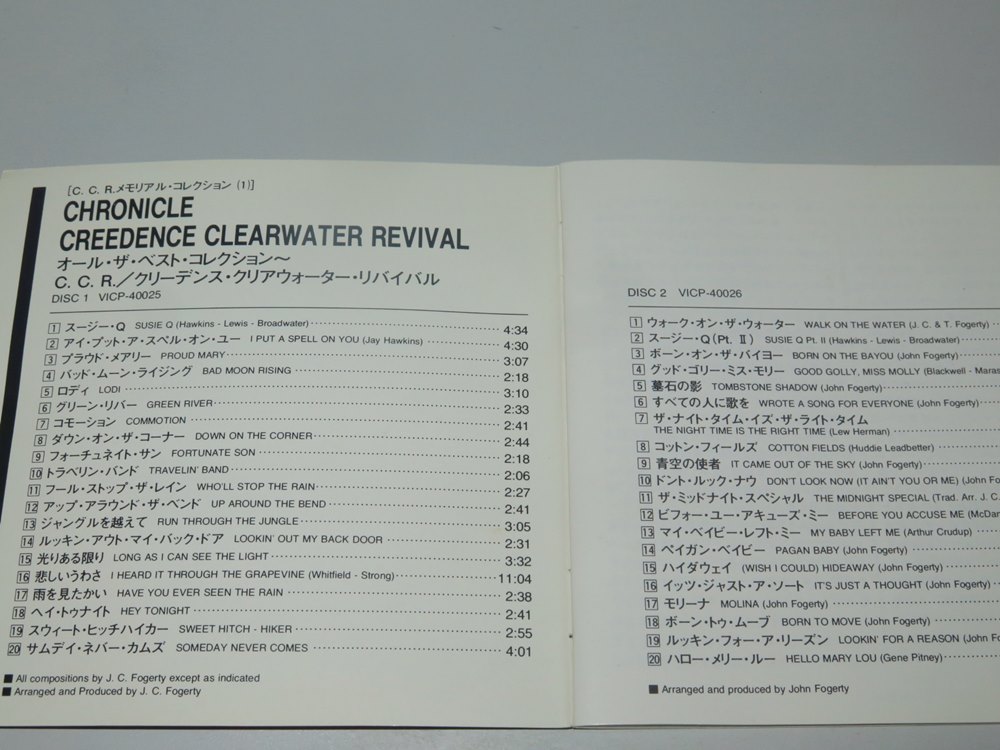 [C. C. R.メモリアル・コレクション (1)]
CHRONICLE
CREEDENCE CLEARWATER REVIVAL
オール・ザ・ベスト・コレクション〜
C. C. R.／クリーデンス・クリアウォーター・リバイバル
DISC 1 VICP-40025
1 スージー・Q SUSIE Q (Hawkins - Lewis - Broadwater) 4:34
2 アイ・プット・ア・スペル・オン・ユー I PUT A SPELL ON YOU (Jay Hawkins) 4:30
3 プラウド・メアリー PROUD MARY 3:07
4 バッド・ムーン・ライジング BAD MOON RISING 2:18
5 ロディ LODI 3:10
6 グリーン・リバー GREEN RIVER 2:33
7 コモーション COMMOTION 2:41
8 ダウン・オン・ザ・コーナー DOWN ON THE CORNER 2:44
9 フォーチュネイト・サン FORTUNATE SON 2:18
10 トラベリン・バンド TRAVELIN' BAND 2:06
11 フール・ストップ・ザ・レイン WHO'LL STOP THE RAIN 2:27
12 アップ・アラウンド・ザ・ベンド UP AROUND THE BEND 2:41
13 ジャングルを越えて RUN THROUGH THE JUNGLE 3:05
14 ルッキン・アウト・マイ・バック・ドア LOOKIN' OUT MY BACK DOOR 2:31
15 光りある限り LONG AS I CAN SEE THE LIGHT 3:32
16 悲しいうわさ I HEARD IT THROUGH THE GRAPEVINE (Whitfield - Strong) 11:04
17 雨を見たかい HAVE YOU EVER SEEN THE RAIN 2:38
18 ヘイ・トゥナイト HEY TONIGHT 2:41
19 スウィート・ヒッチハイカー SWEET HITCH - HIKER 2:55
20 サムデイ・ネバー・カムズ SOMEDAY NEVER COMES 4:01
■ All compositions by J. C. Fogerty except as indicated
■ Arranged and Produced by J. C. Fogerty
DISC 2 VICP-40026
1 ウォーク・オン・ザ・ウォーター WALK ON THE WATER (J. C. & T. Fogerty)
2 スージー・Q(Pt. II) SUSIE Q Pt. II (Hawkins - Lewis - Broadwater)
3 ボーン・オン・ザ・バイヨー BORN ON THE BAYOU (John Fogerty)
4 グッド・ゴリー・ミス・モリー GOOD GOLLY, MISS MOLLY (Blackwell - Maras
5 墓石の影 TOMBSTONE SHADOW (John Fogerty)
6 すべての人に歌を WROTE A SONG FOR EVERYONE (John Fogerty)
7 ザ・ナイト・タイム・イズ・ザ・ライト・タイム
THE NIGHT TIME IS THE RIGHT TIME (Lew Herman)
8 コットン・フィールズ COTTON FIELDS (Huddie Leadbetter)
9 青空の使者 IT CAME OUT OF THE SKY (John Fogerty)
10 ドント・ルック・ナウ DON'T LOOK NOW (IT AIN'T YOU OR ME) (John Fo
11 ザ・ミッドナイト・スペシャル THE MIDNIGHT SPECIAL (Trad. Arr. J. C.
12 ビフォー・ユー・アキューズ・ミー BEFORE YOU ACCUSE ME (McDan
13 マイ・ベイビー・レフト・ミー MY BABY LEFT ME (Arthur Crudup)
14 ペイガン・ベイビー PAGAN BABY (John Fogerty)
15 ハイダウェイ (WISH I COULD) HIDEAWAY (John Fogerty)
16 イッツ・ジャスト・ア・ソート IT'S JUST A THOUGHT (John Fogerty)
17 モリーナ MOLINA (John Fogerty)
18 ボーン・トゥ・ムーブ BORN TO MOVE (John Fogerty)
19 ルッキン・フォー・ア・リーズン LOOKIN' FOR A REASON (John Fo
20 ハロー・メリー・ルー HELLO MARY LOU (Gene Pitney)
■ Arranged and produced by John Fogerty